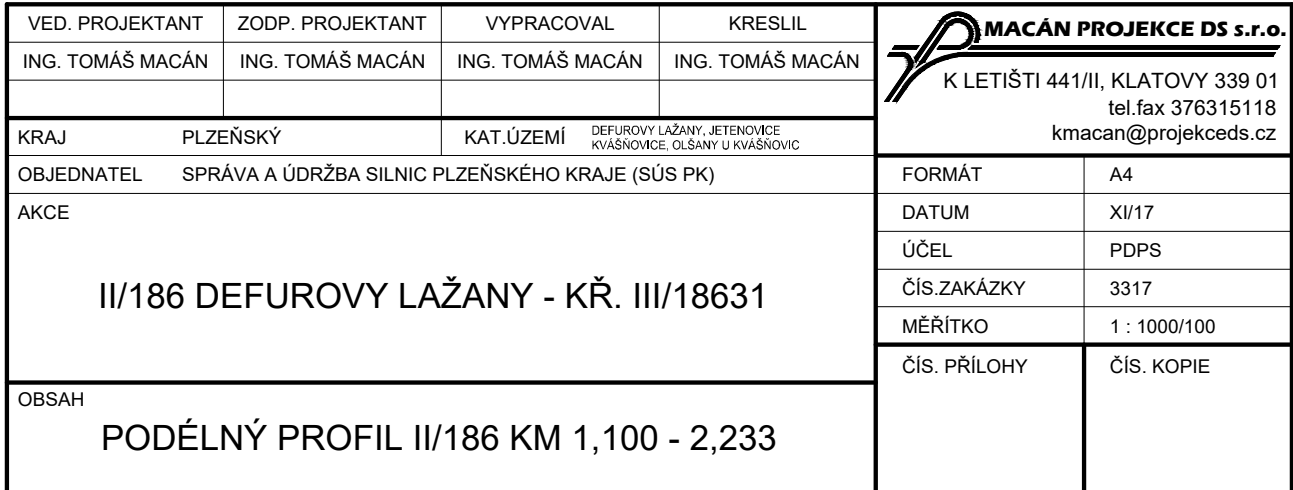 VED. PROJEKTANT ZODP. PROJEKTANT VYPRACOVAL KRESLIL
ING. TOMÁŠ MACÁN ING. TOMÁŠ MACÁN ING. TOMÁŠ MACÁN ING. TOMÁŠ MACÁN
MACÁN PROJEKCE DS s.r.o.
K LETIŠTI 441/II, KLATOVY 339 01
tel.fax 376315118
kmacan@projekceds.cz
KRAJ PLZEŇSKÝ KAT.ÚZEMÍ DEFUROVY LAŽANY, JETENOVICE
KVÁŠŇOVICE, OLŠANY U KVÁŠŇOVIC
OBJEDNATEL SPRÁVA A ÚDRŽBA SILNIC PLZEŇSKÉHO KRAJE (SÚS PK)
FORMÁT A4
AKCE
DATUM XI/17
ÚČEL PDPS
II/186 DEFUROVY LAŽANY - KŘ. III/18631
ČÍS.ZAKÁZKY 3317
MĚŘÍTKO 1 : 1000/100
ČÍS. PŘÍLOHY ČÍS. KOPIE
OBSAH
PODÉLNÝ PROFIL II/186 KM 1,100 - 2,233